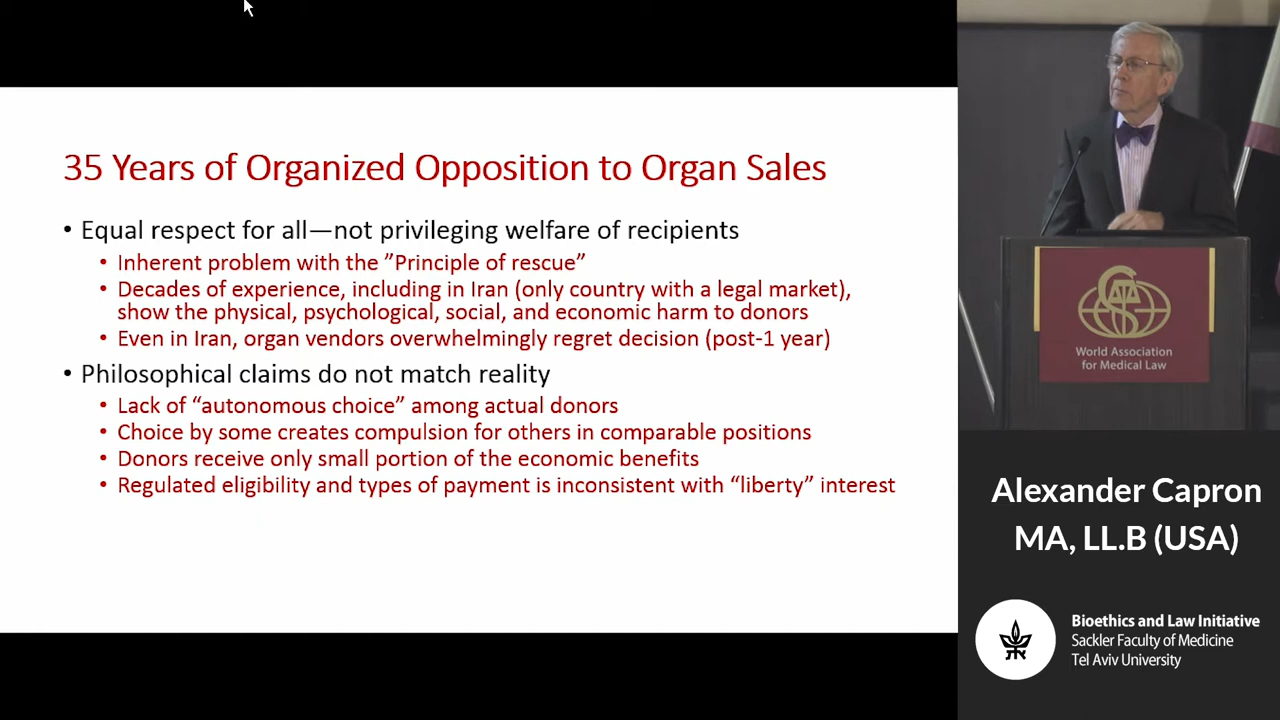 35 Years of Organized Opposition to Organ Sales
• Equal respect for all—not privileging welfare of recipients
• Inherent problem with the ”Principle of rescue”
• Decades of experience, including in Iran (only country with a legal market),
show the physical, psychological, social, and economic harm to donors
• Even in Iran, organ vendors overwhelmingly regret decision (post-1 year)
• Philosophical claims do not match reality
• Lack of “autonomous choice” among actual donors
• Choice by some creates compulsion for others in comparable positions
• Donors receive only small portion of the economic benefits
• Regulated eligibility and types of payment is inconsistent with “liberty” interest
World Association
for Medical Law
Alexander Capron
MA, LL.B (USA)
Bioethics and Law Initiative
Sackler Faculty of Medicine
Tel Aviv University